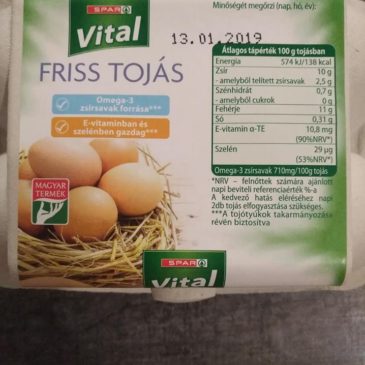 SPAR
Vital
FRISS TOJÁS
Omega-3
zsírsavak forrása***
E-vitaminban és
szelénben gazdag***
MAGYAR
TERMÉK
SPAR
Vital
Minőségét megőrzi (nap, hó, év):
13.01.2019
Átlagos tápérték 100 g tojásban
Energia 574 kJ/138 kcal
Zsír 10 g
- amelyből telített zsírsavak 2,5 g
Szénhidrát 0,7 g
- amelyből cukrok 0 g
Fehérje 11 g
Só 0,31 g
E-vitamin α-TE 10,8 mg
(90%NRV*)
Szelén 29 µg
(53%NRV*)
Omega-3 zsírsavak 710mg/100g tojás
*NRV – felnőttek számára ajánlott
napi beviteli referenciaérték %-a
A kedvező hatás eléréséhez napi
2db tojás elfogyasztása szükséges.
***A tojótyúkok takarmányozása
révén biztosítva